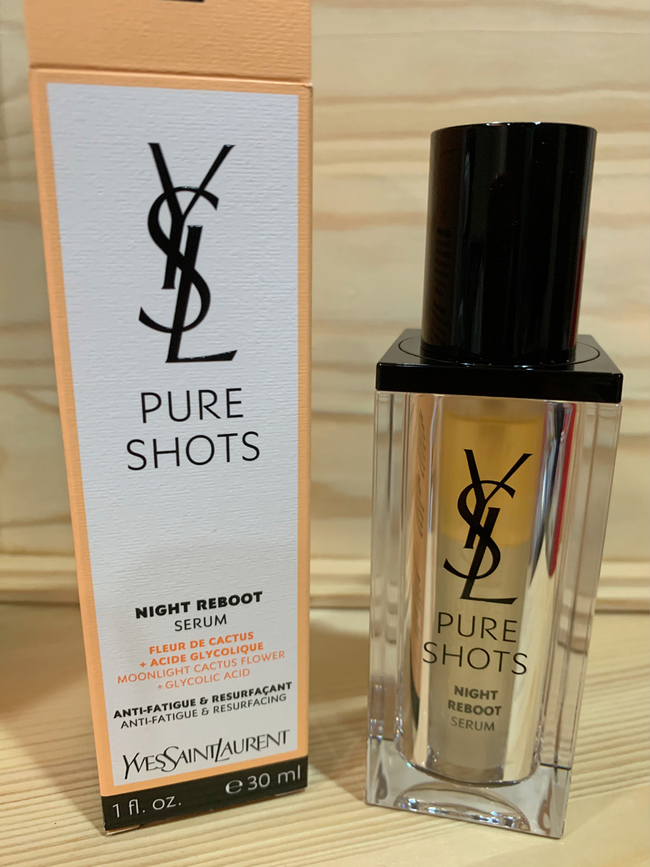 YSL
PURE
SHOTS
NIGHT REBOOT
SERUM
FLEUR DE CACTUS
+ ACIDE GLYCOLIQUE
MOONLIGHT CACTUS FLOWER
+ GLYCOLIC ACID
ANTI-FATIGUE & RESURFAÇANT
ANTI-FATIGUE & RESURFACING
YVESSAINTLAURENT
1 fl. oz. ℮ 30 ml
YSL
PURE
SHOTS
NIGHT
REBOOT
SERUM